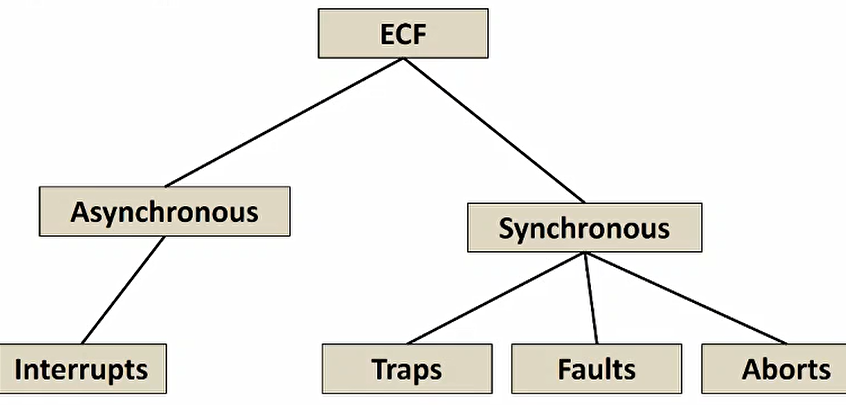 ECF
Asynchronous
Synchronous
Interrupts
Traps
Faults
Aborts